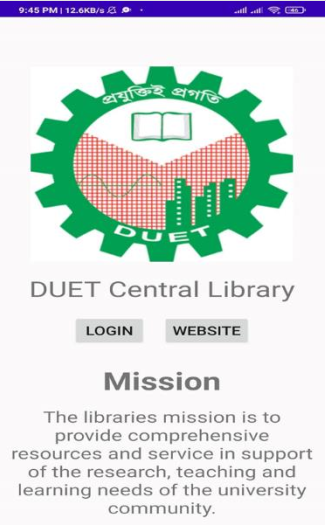 9:45 PM | 12.6KB/s
46
প্রযুক্তিই প্রগতি
DUET
DUET Central Library
LOGIN
WEBSITE
Mission
The libraries mission is to
provide comprehensive
resources and service in support
of the research, teaching and
learning needs of the university
community.